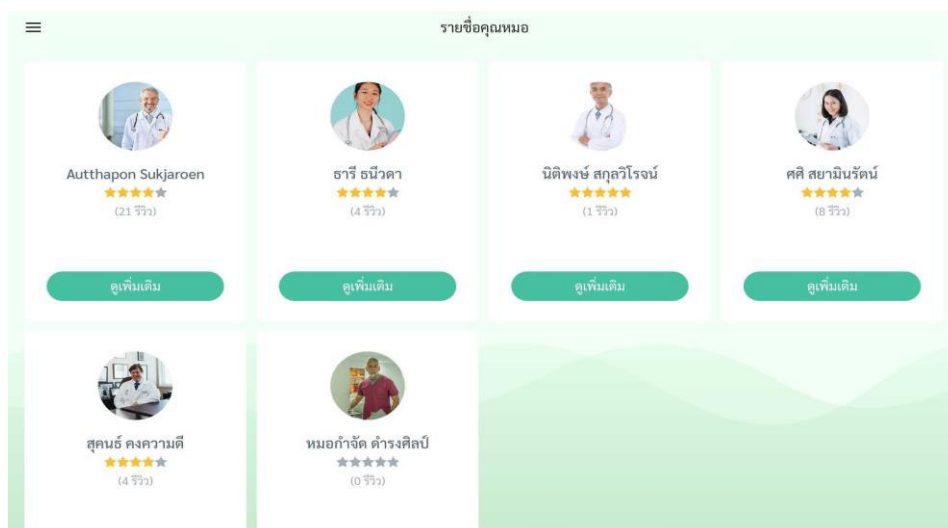 รายชื่อคุณหมอ
Autthapon Sukjaroen
(21 รีวิว)
ดูเพิ่มเติม
ธารี ธนีวดา
(4 รีวิว)
ดูเพิ่มเติม
นิติพงษ์ สกุลวิโรจน์
(1 รีวิว)
ดูเพิ่มเติม
ศศิ สยามินรัตน์
(8 รีวิว)
ดูเพิ่มเติม
สุคนธ์ คงความดี
(4 รีวิว)
หมอกำจัด ดำรงศิลป์
(0 รีวิว)